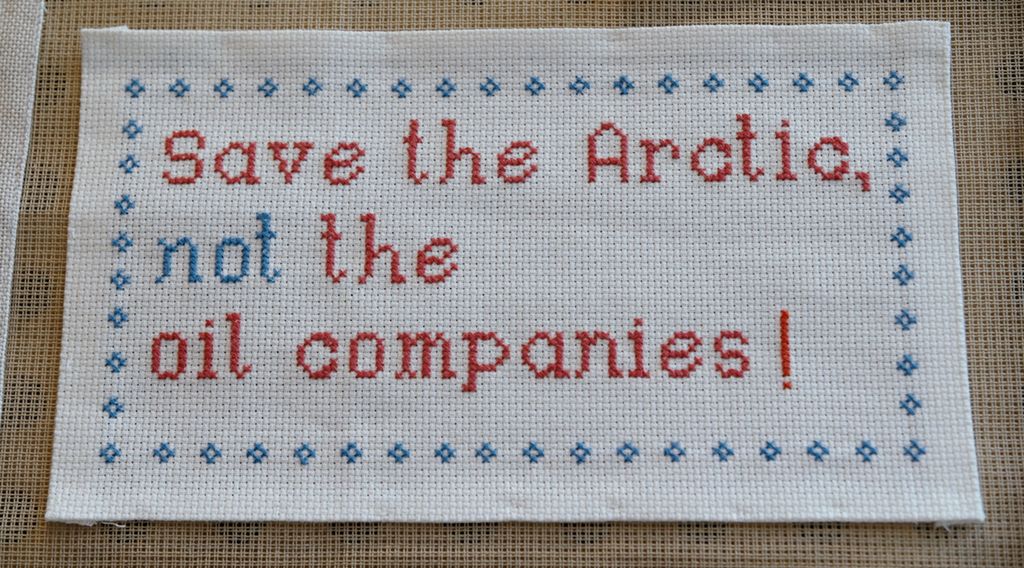 Save the Arctic,
not the
oil companies!